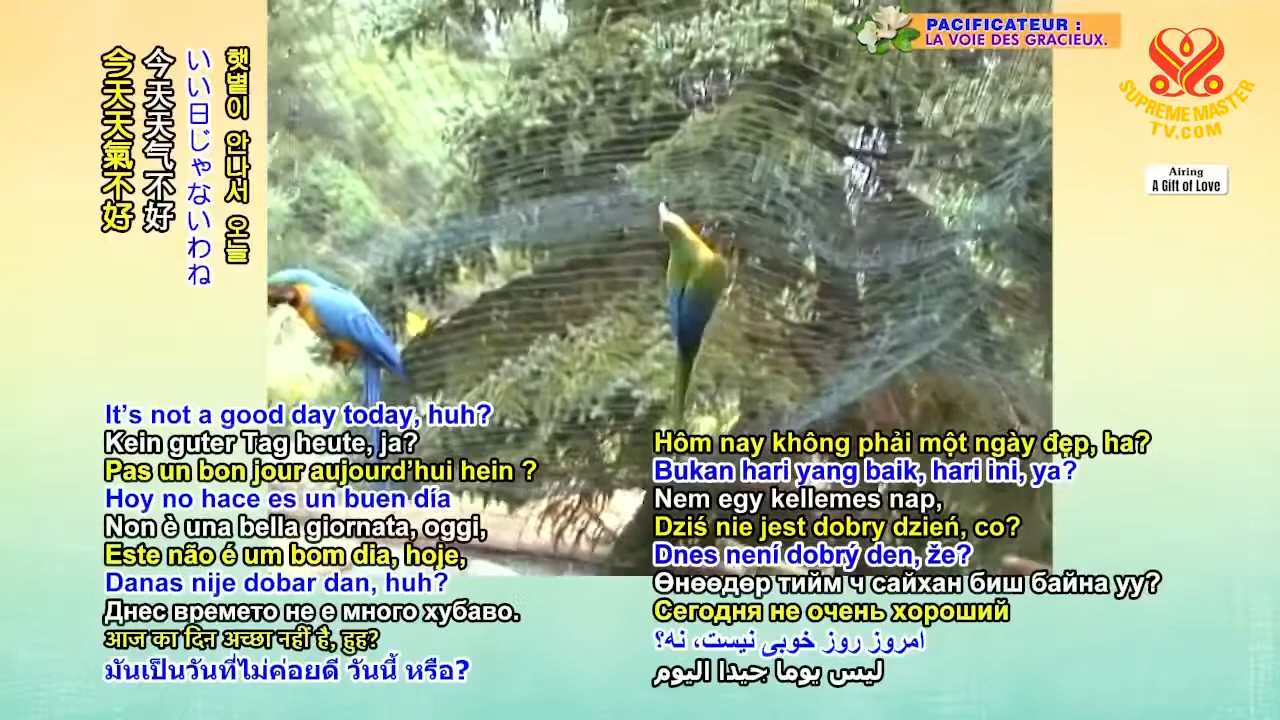 PACIFICATEUR :
LA VOIE DES GRACIEUX.
SUPREME MASTER
TV.COM
Airing
A Gift of Love
햇볕이 안나서 오늘
いい日じゃないわね
今天天气不好
今天天氣不好
It's not a good day today, huh?
Kein guter Tag heute, ja?
Pas un bon jour aujourd'hui hein ?
Hoy no hace es un buen día
Non è una bella giornata, oggi,
Este não é um bom dia, hoje,
Danas nije dobar dan, huh?
Днес времето не е много хубаво.
आज का दिन अच्छा नहीं है, हुह?
มันเป็นวันที่ไม่ค่อยดี วันนี้ หรือ?
Hôm nay không phải một ngày đẹp, ha?
Bukan hari yang baik, hari ini, ya?
Nem egy kellemes nap,
Dziś nie jest dobry dzień, co?
Dnes není dobrý den, že?
Өнөөдөр тийм ч сайхан биш байна уу?
Сегодня не очень хороший
امروز روز خوبی نیست، نه؟
ليس يوما جيدا اليوم